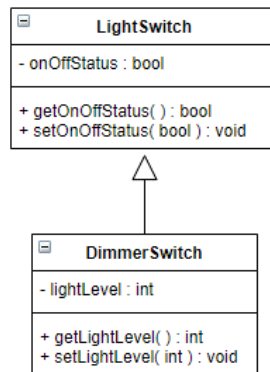 LightSwitch
- onOffStatus : bool
+ getOnOffStatus( ) : bool
+ setOnOffStatus( bool ) : void
DimmerSwitch
- lightLevel : int
+ getLightLevel( ) : int
+ setLightLevel( int ) : void